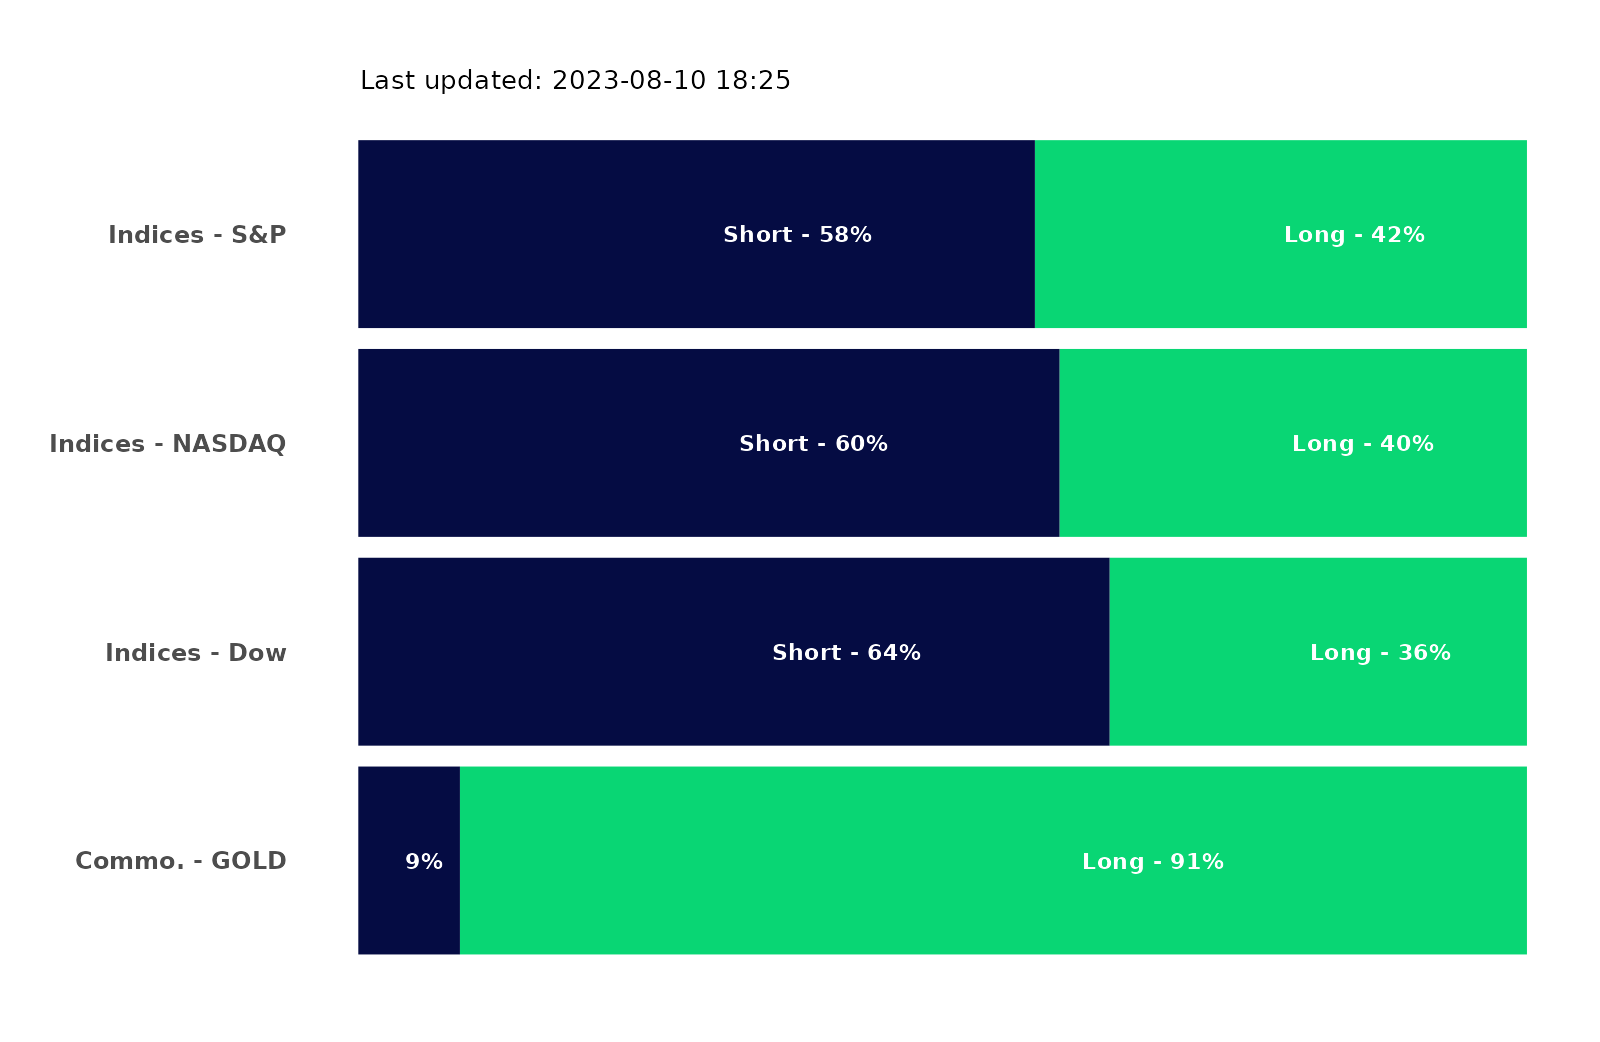 Last updated: 2023-08-10 18:25
Indices - S&P
Short - 58%
Long - 42%
Indices - NASDAQ
Short - 60%
Long - 40%
Indices - Dow
Short - 64%
Long - 36%
Commo. - GOLD
9%
Long - 91%